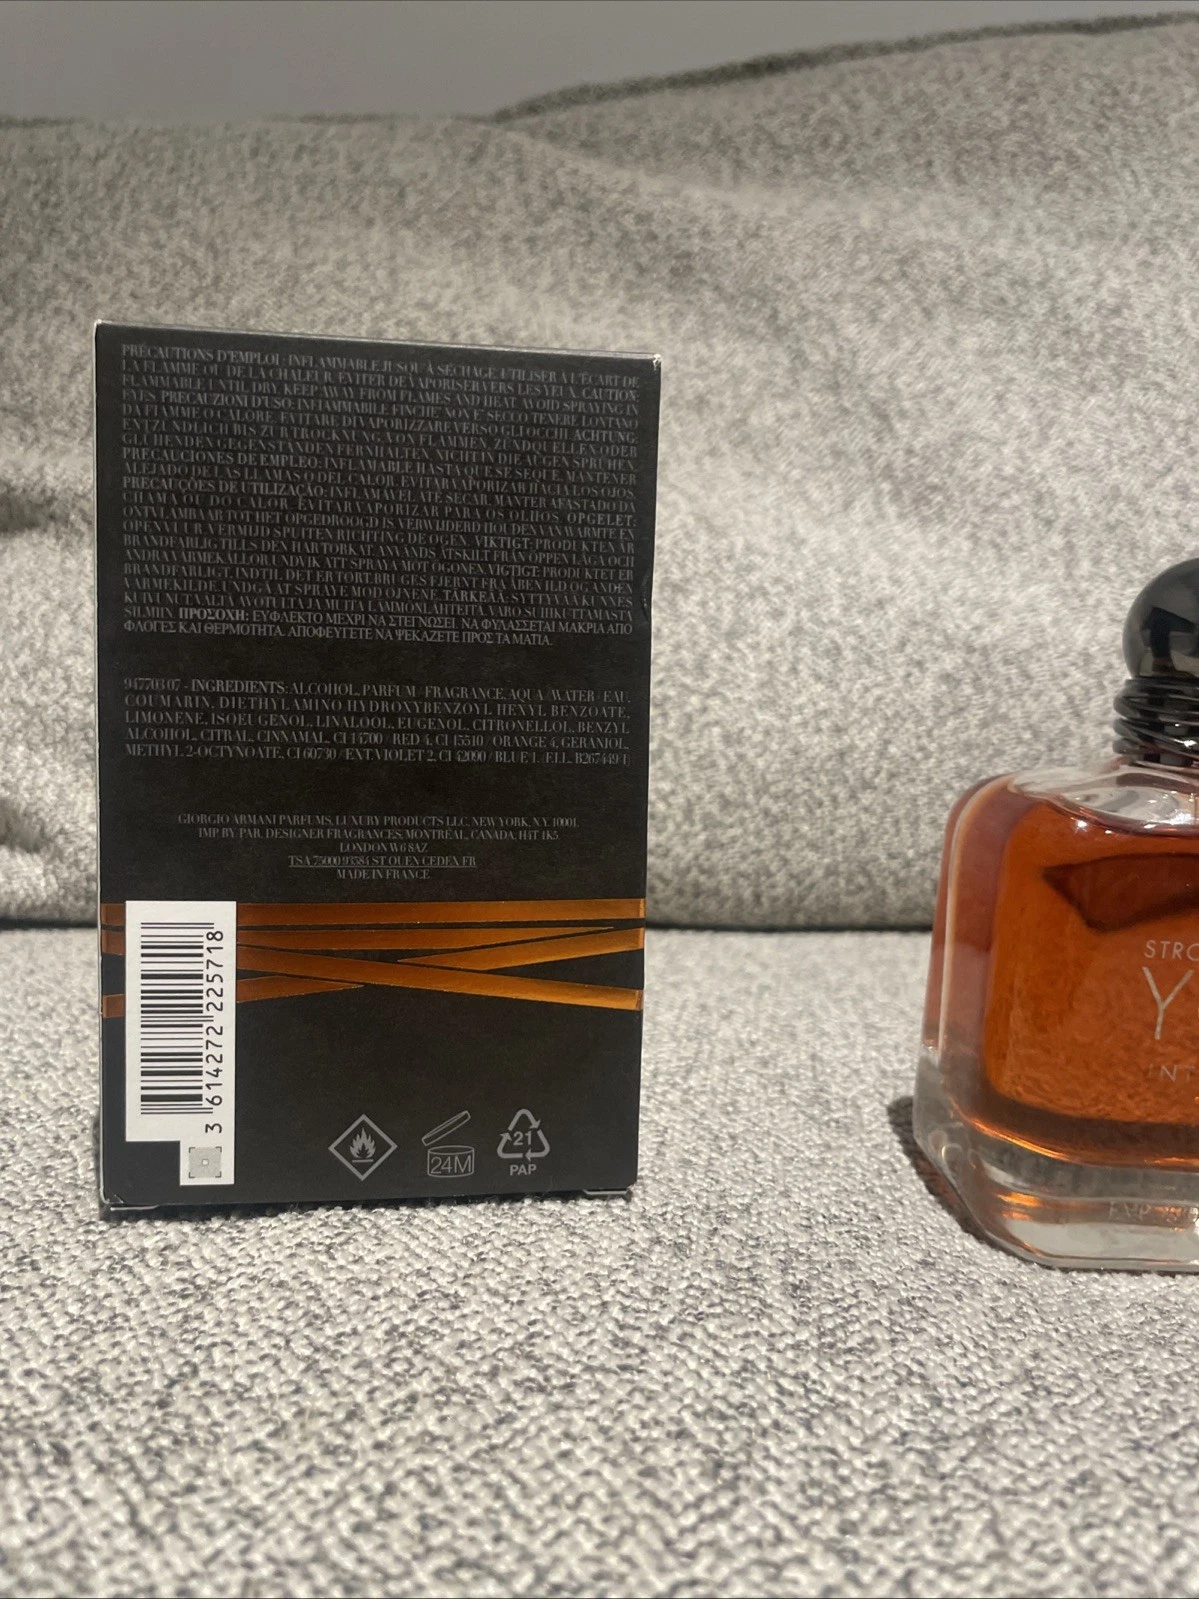 PRÉCAUTIONS D'EMPLOI : INFLAMMABLE JUSQU'À SÉCHAGE. UTILISER À L'ÉCART DE
LA FLAMME OU DE LA CHALEUR. ÉVITER DE VAPORISER VERS LES YEUX. CAUTION:
FLAMMABLE UNTIL DRY. KEEP AWAY FROM FLAMES AND HEAT. AVOID SPRAYING IN
EYES. PRECAUZIONI D'USO: INFIAMMABILE FINCHE' NON E' SECCO. TENERE LONTANO
DA FIAMME O CALORE. EVITARE DI VAPORIZZARE VERSO GLI OCCHI. ACHTUNG:
ENTZÜNDLICH BIS ZUR TROCKNUNG. VON FLAMMEN, ZÜNDQUELLEN ODER
GLÜHENDEN GEGENSTÄNDEN FERNHALTEN. NICHT IN DIE AUGEN SPRÜHEN.
PRECAUCIONES DE EMPLEO: INFLAMABLE HASTA QUE SE SEQUE. MANTENER
ALEJADO DE LAS LLAMAS O DEL CALOR. EVITAR VAPORIZAR HACIA LOS OJOS.
PRECAUÇÕES DE UTILIZAÇÃO: INFLAMÁVEL ATÉ SECAR. MANTER AFASTADO DA
CHAMA OU DO CALOR. EVITAR VAPORIZAR PARA OS OLHOS. OPGELET:
ONTVLAMBAAR TOT HET OPGEDROOGD IS. VERWIJDERD HOUDEN VAN WARMTE EN
OPEN VUUR. VERMIJD SPUITEN RICHTING DE OGEN. VIKTIGT: PRODUKTEN ÄR
BRANDFARLIG TILLS DEN HAR TORKAT. ANVÄNDS ÅTSKILT FRÅN ÖPPEN LÅGA OCH
ANDRA VÄRMEKÄLLOR. UNDVIK ATT SPRAYA MOT ÖGONEN. VIGTIGT: PRODUKTET ER
BRANDFARLIGT, INDTIL DET ER TØRT. BRUGES FJERNT FRA ÅBEN ILD OG ANDEN
VARMEKILDE. UNDGÅ AT SPRAYE MOD ØJNENE. TÄRKEÄÄ: SYTTYVÄÄ KUNNES
KUIVUNUT. VÄLTÄ AVOTULTA JA MUITA LÄMMÖNLÄHTEITÄ. VARO SUIHKUTTAMASTA
SILMIIN. ΠΡΟΣΟΧΗ: ΕΥΦΛΕΚΤΟ ΜΕΧΡΙ ΝΑ ΣΤΕΓΝΩΣΕΙ. ΝΑ ΦΥΛΑΣΣΕΤΑΙ ΜΑΚΡΙΑ ΑΠΟ
ΦΛΟΓΕΣ ΚΑΙ ΘΕΡΜΟΤΗΤΑ. ΑΠΟΦΕΥΓΕΤΕ ΝΑ ΨΕΚΑΖΕΤΕ ΠΡΟΣ ΤΑ ΜΑΤΙΑ.
947703 07 - INGREDIENTS: ALCOHOL, PARFUM / FRAGRANCE, AQUA / WATER / EAU,
COUMARIN, DIETHYLAMINO HYDROXYBENZOYL HEXYL BENZOATE,
LIMONENE, ISOEUGENOL, LINALOOL, EUGENOL, CITRONELLOL, BENZYL
ALCOHOL, CITRAL, CINNAMAL, CI 14700 / RED 4, CI 15510 / ORANGE 4, GERANIOL,
METHYL 2-OCTYNOATE, CI 60730 / EXT. VIOLET 2, CI 42090 / BLUE 1. F.I.L. B267449/1
GIORGIO ARMANI PARFUMS, LUXURY PRODUCTS LLC, NEW YORK, N.Y. 10001.
IMP. BY/PAR. DESIGNER FRAGRANCES, MONTRÉAL, CANADA, H4T 1K5.
LONDON W6 8AZ
TSA 75000 93584 ST OUEN CEDEX FR
MADE IN FRANCE.
3 614272 225718
24M
21
PAP
STRO
Y
INT